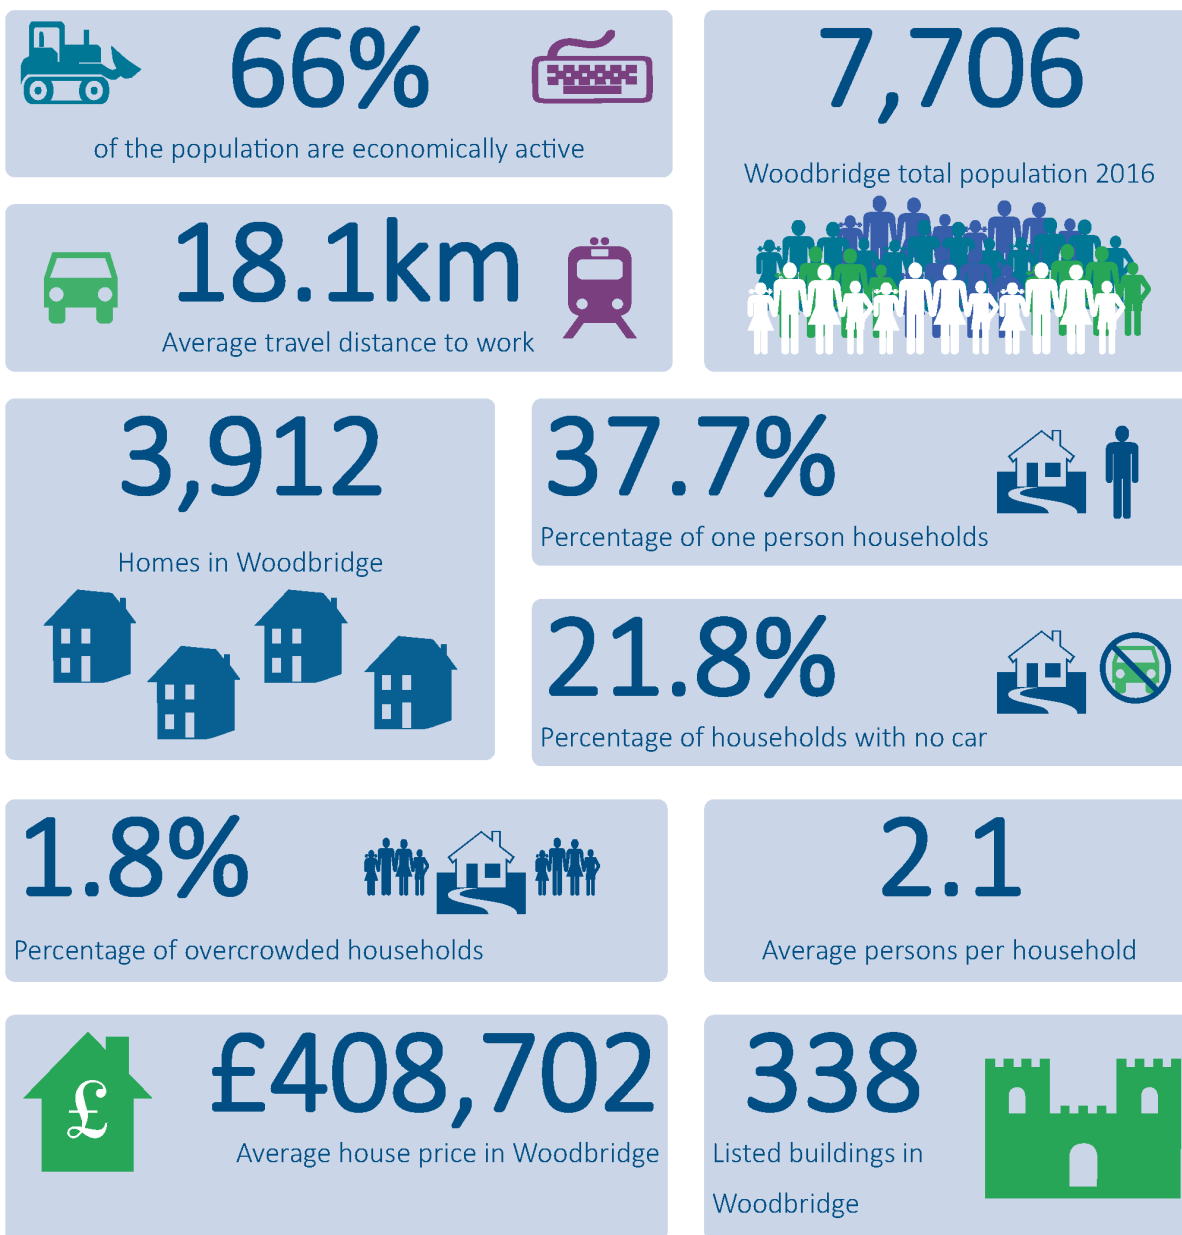 66%
of the population are economically active
7,706
Woodbridge total population 2016
18.1km
Average travel distance to work
3,912
Homes in Woodbridge
37.7%
Percentage of one person households
21.8%
Percentage of households with no car
1.8%
Percentage of overcrowded households
2.1
Average persons per household
£
£408,702
Average house price in Woodbridge
338
Listed buildings in
Woodbridge